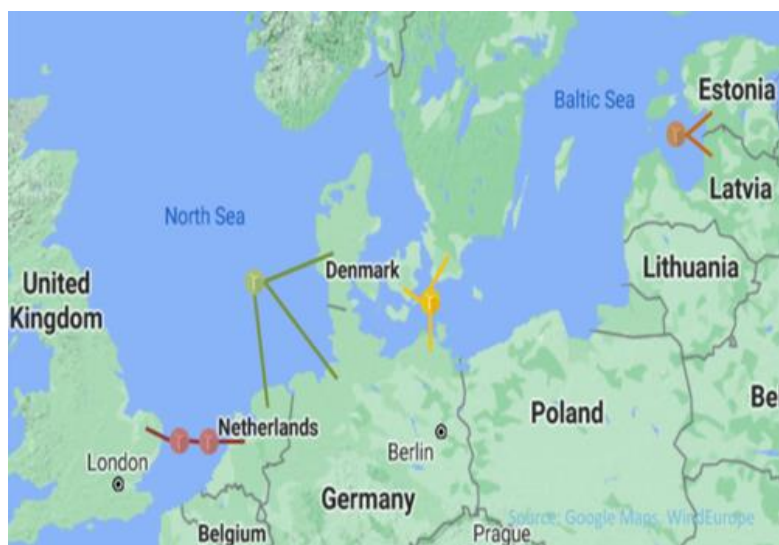 Baltic Sea
Estonia
Latvia
North Sea
Denmark
Lithuania
United
Kingdom
Netherlands
Poland
London
Berlin
Germany
Belgium
Prague
Be
Source: Google Maps, WindEurope